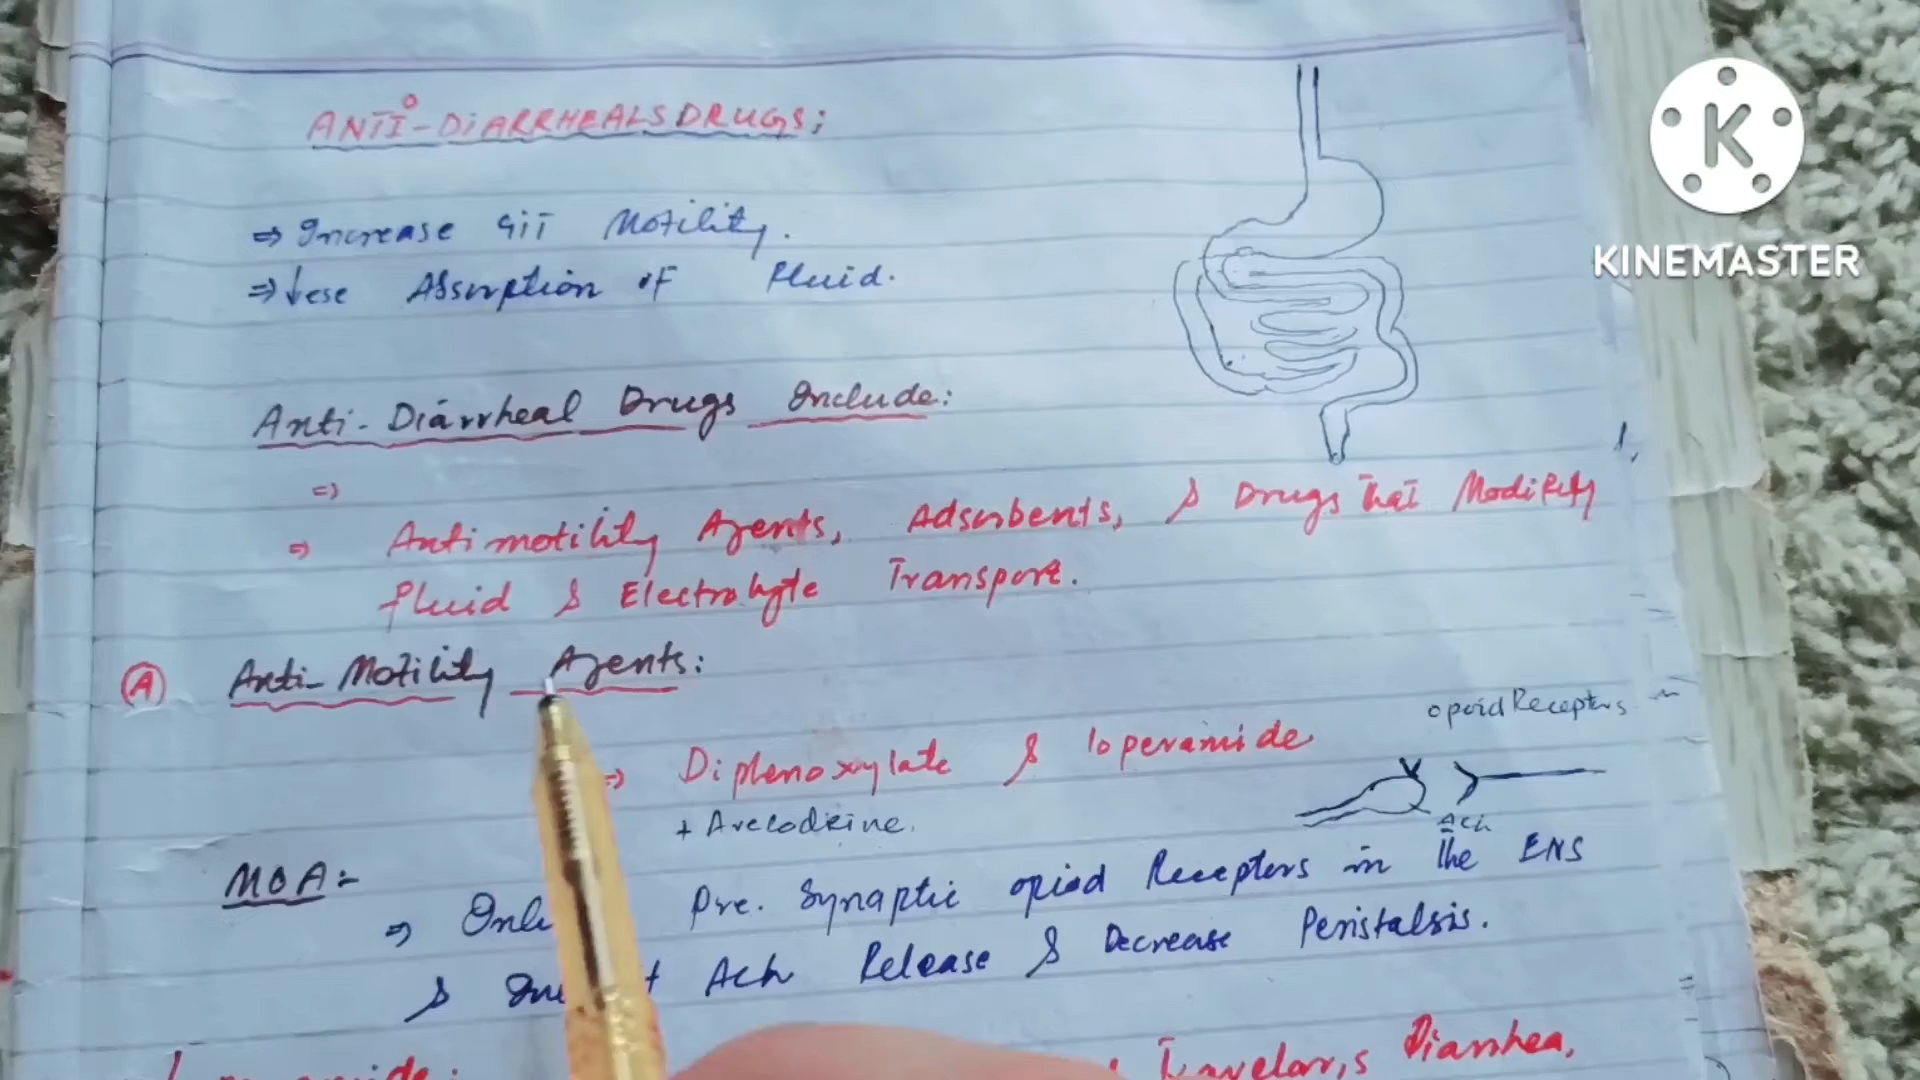 ANTI-DIARRHEALS DRUGS;
⇒ Increase GIT Motility.
⇒ ↓ese Absorption of Fluid.
Anti-Diarrheal Drugs Include:
⇒
⇒ Antimotility Agents, Adsorbents, & Drugs That Modify
fluid & Electrolyte Transport.
(A) Anti-Motility Agents:
opoid Receptors
⇒ Diphenoxylate & loperamide
+ Arecodeine.
Ach
MOA:-
⇒ Pre. Synaptic opiod Receptors in The ENS
& Ach Release & Decrease Peristalsis.
Diarrhea,
K
KINEMASTER